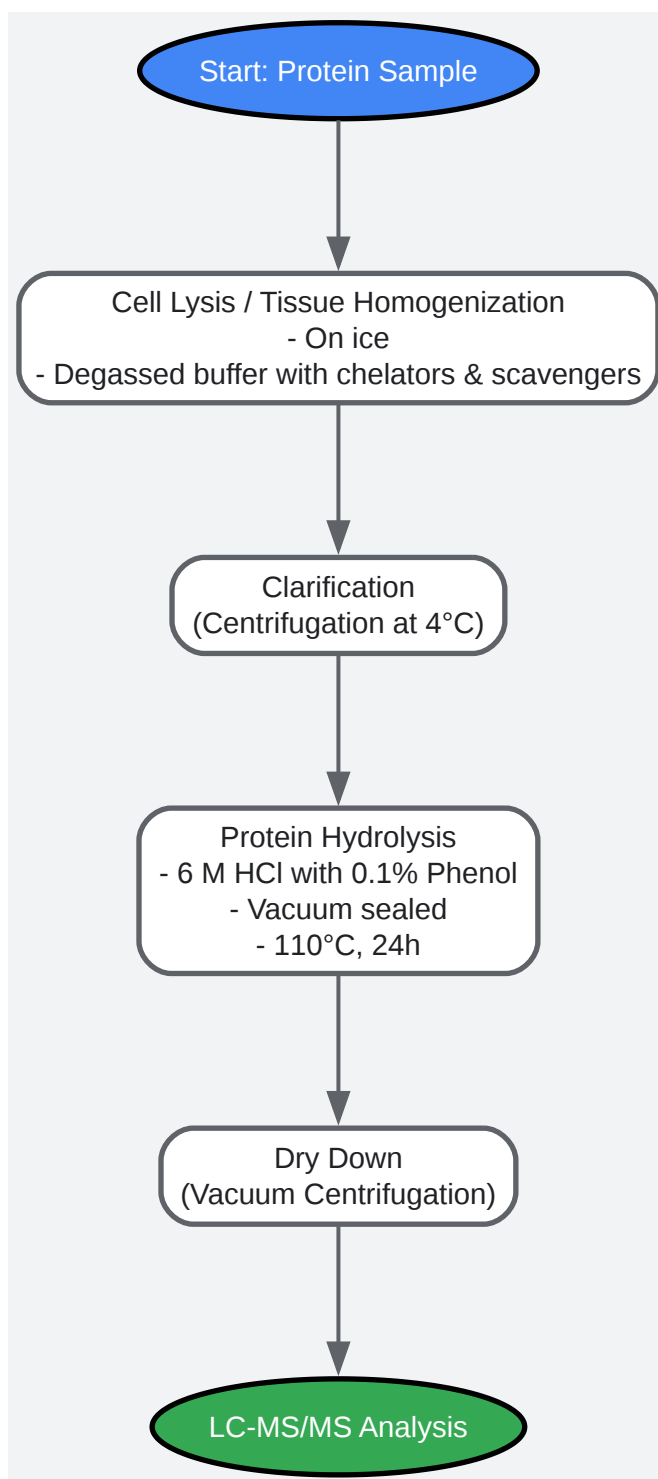 Start: Protein Sample
Cell Lysis / Tissue Homogenization
- On ice
- Degassed buffer with chelators & scavengers
Clarification
(Centrifugation at 4°C)
Protein Hydrolysis
- 6 M HCl with 0.1% Phenol
- Vacuum sealed
- 110°C, 24h
Dry Down
(Vacuum Centrifugation)
LC-MS/MS Analysis